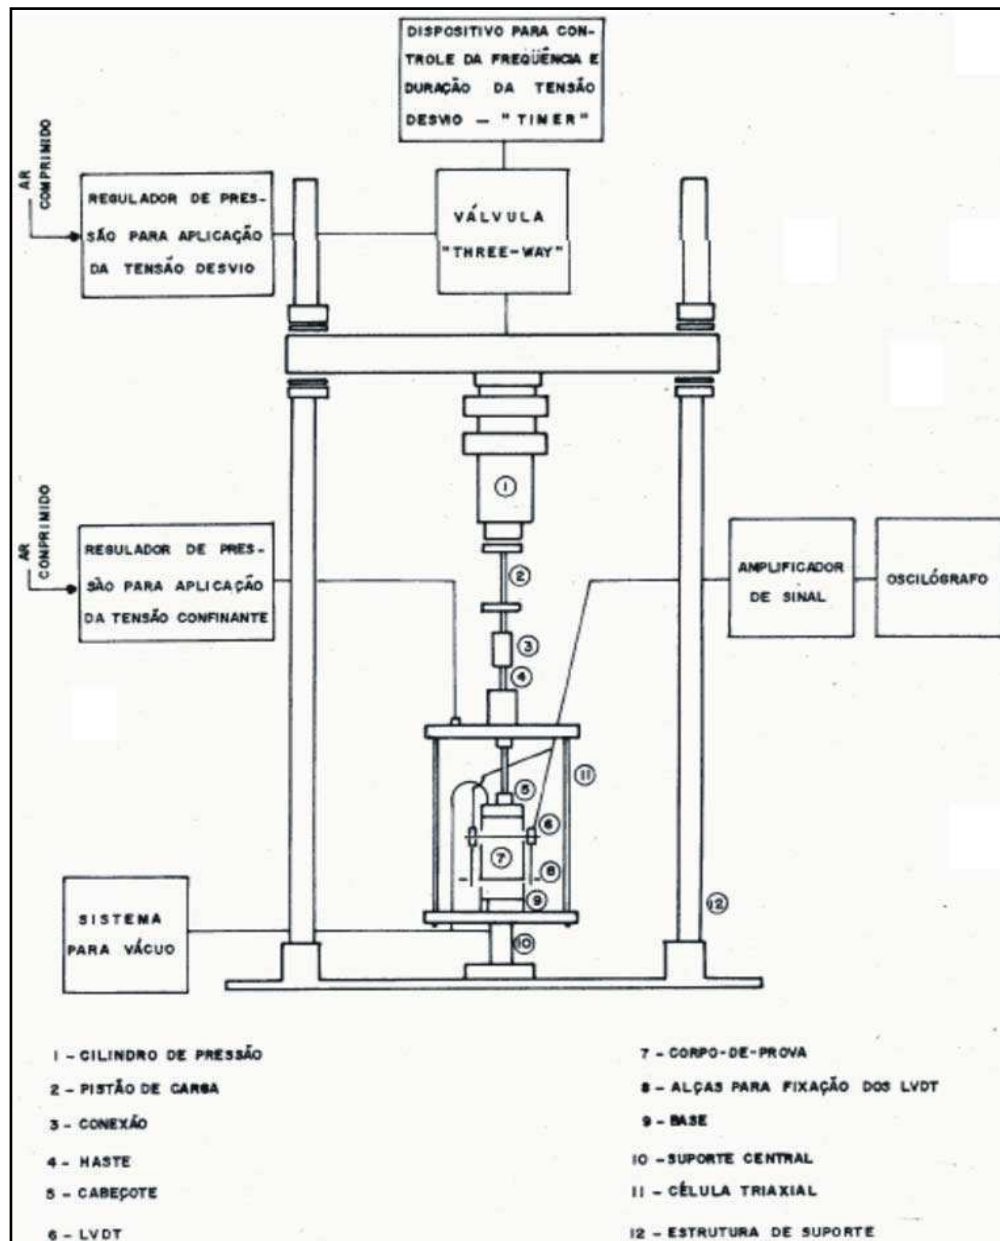 DISPOSITIVO PARA CON-
TROLE DA FREQÜÊNCIA E
DURAÇÃO DA TENSÃO
DESVIO — "TIMER"
AR
COMPRIMIDO
REGULADOR DE PRES-
SÃO PARA APLICAÇÃO
DA TENSÃO DESVIO
VÁLVULA
"THREE-WAY"
1
AR
COMPRIMIDO
REGULADOR DE PRES-
SÃO PARA APLICAÇÃO
DA TENSÃO CONFINANTE
2
AMPLIFICADOR
DE SINAL
OSCILÓGRAFO
3
4
11
5
6
7
8
9
12
SISTEMA
PARA VÁCUO
10
1 - CILINDRO DE PRESSÃO
2 - PISTÃO DE CARGA
3 - CONEXÃO
4 - HASTE
5 - CABEÇOTE
6 - LVDT
7 - CORPO-DE-PROVA
8 - ALÇAS PARA FIXAÇÃO DOS LVDT
9 - BASE
10 - SUPORTE CENTRAL
11 - CÉLULA TRIAXIAL
12 - ESTRUTURA DE SUPORTE